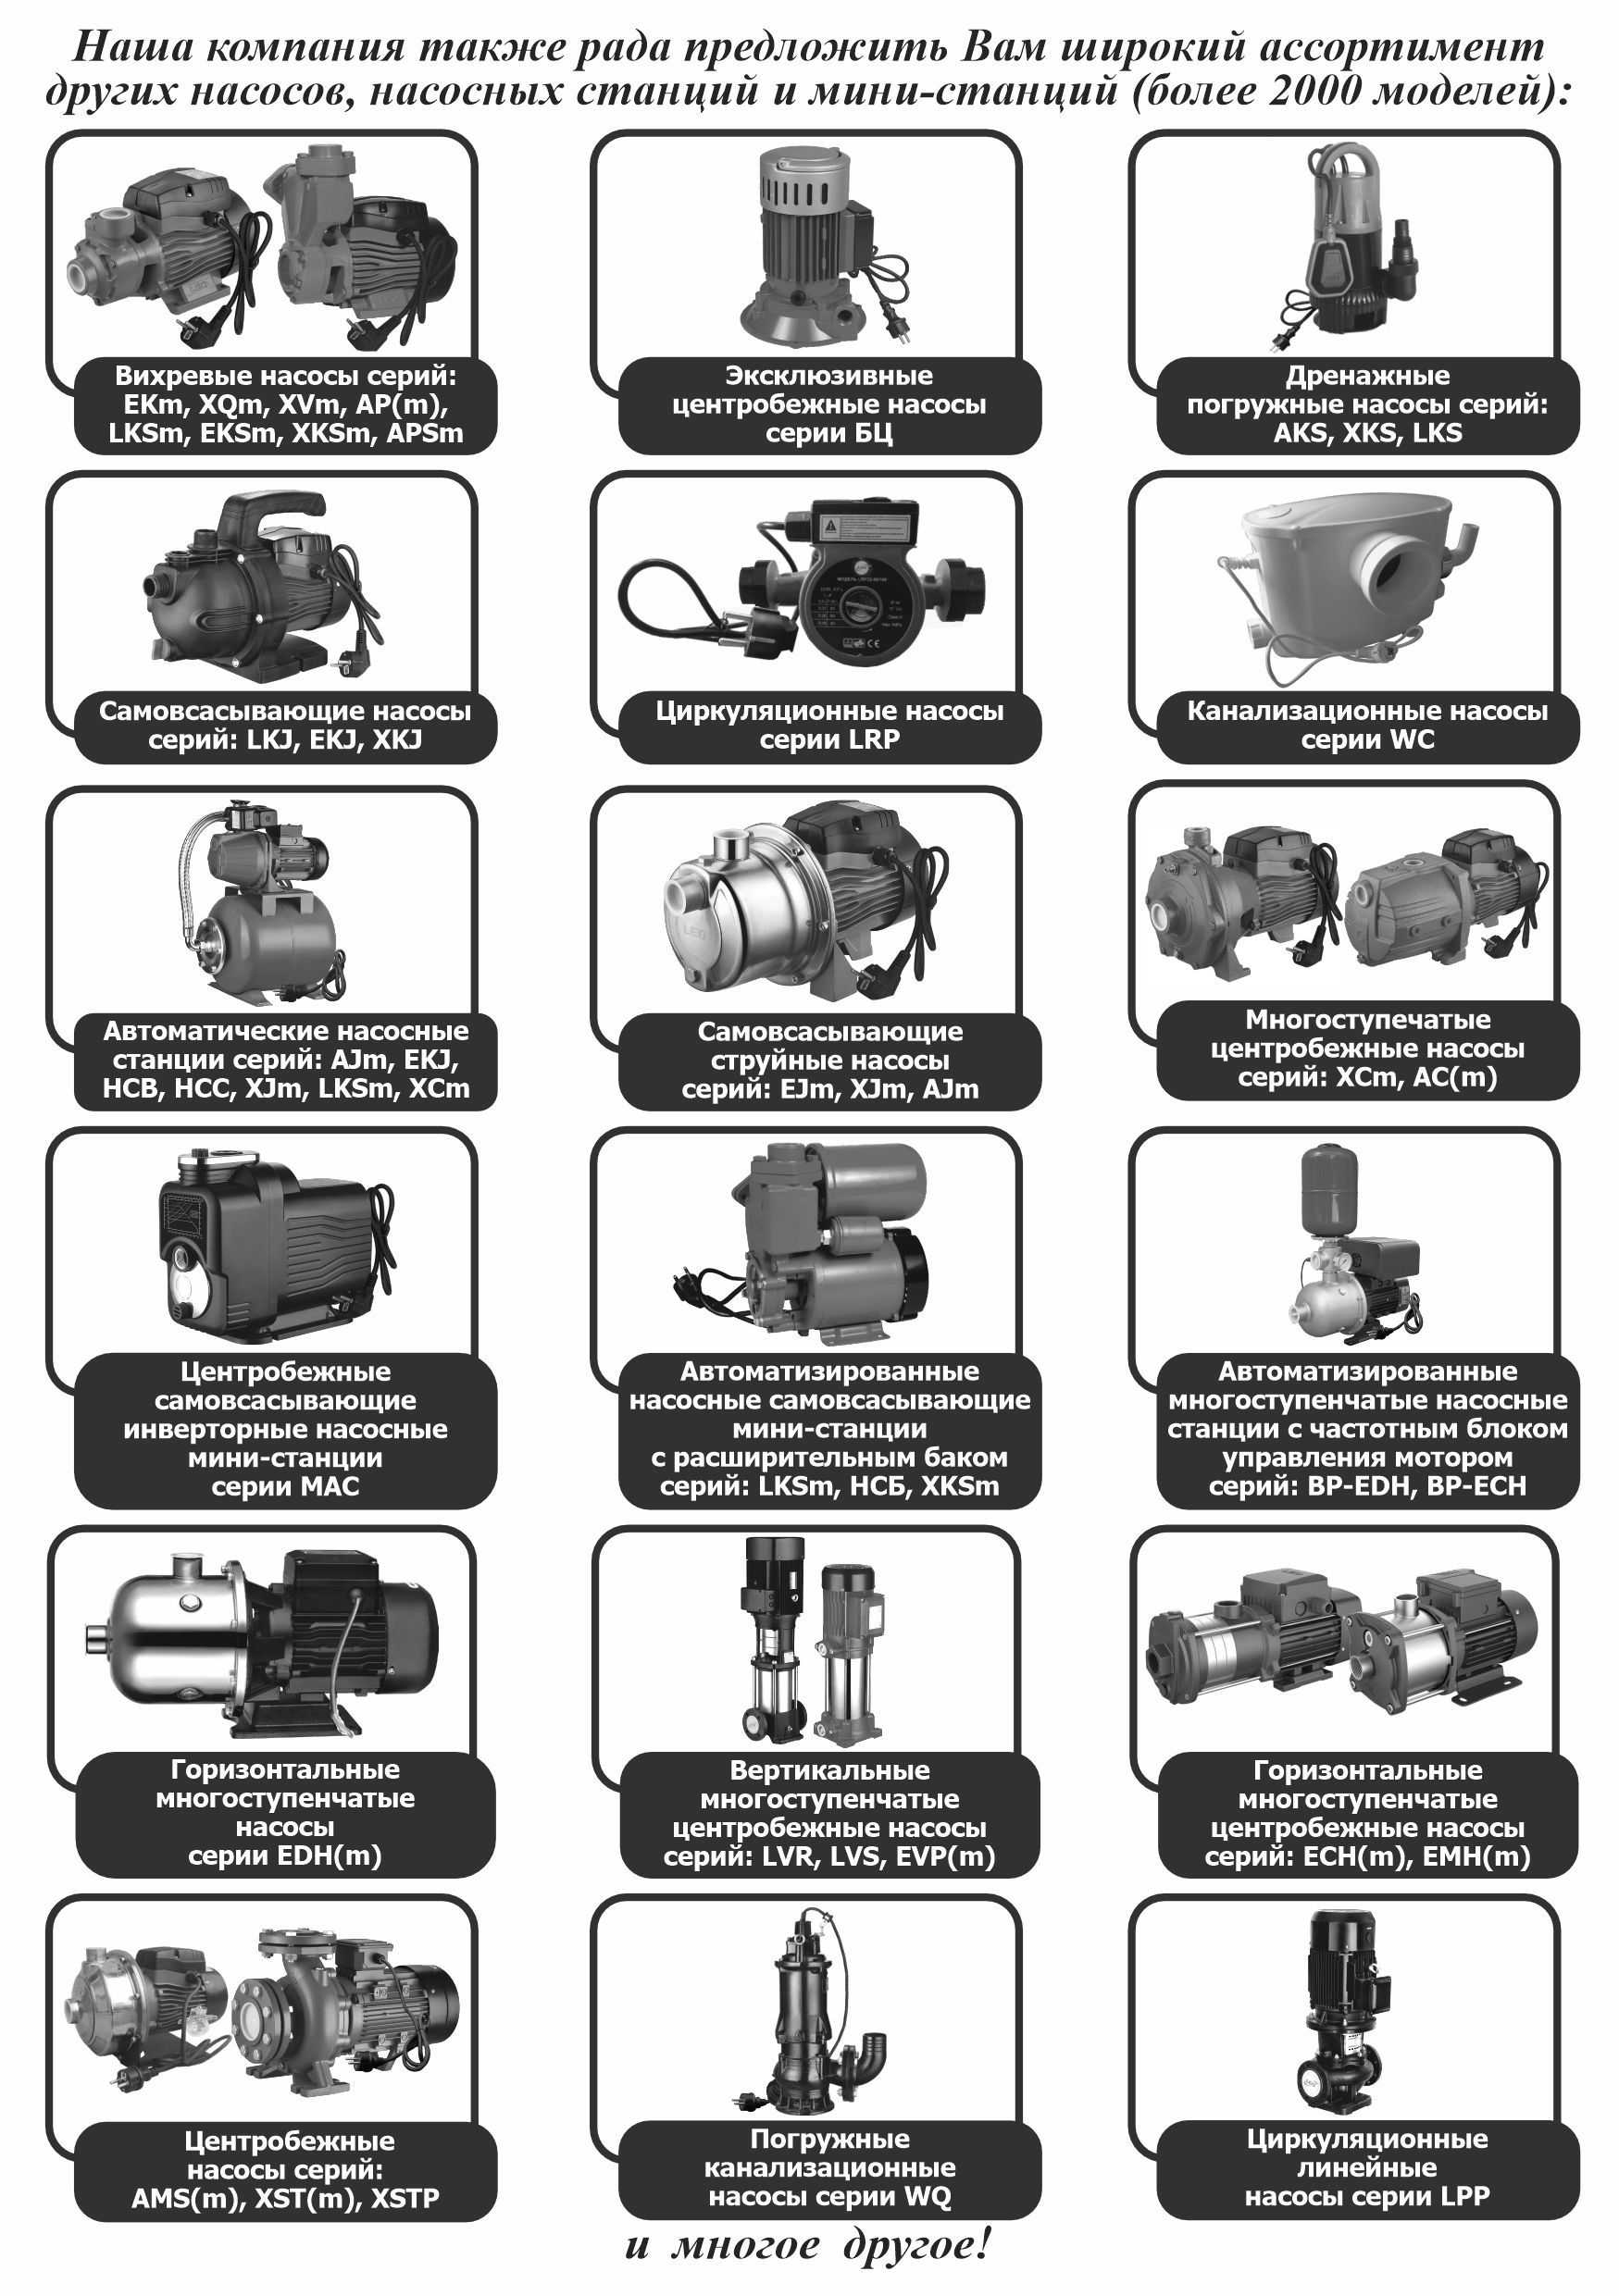 Наша компания также рада предложить Вам широкий ассортимент
других насосов, насосных станций и мини-станций (более 2000 моделей):
Вихревые насосы серий:
EKm, XQm, XVm, AP(m),
LKSm, EKSm, XKSm, APSm
Эксклюзивные
центробежные насосы
серии БЦ
Дренажные
погружные насосы серий:
AKS, XKS, LKS
Самовсасывающие насосы
серий: LKJ, EKJ, XKJ
Циркуляционные насосы
серии LRP
Канализационные насосы
серии WC
LEO
Автоматические насосные
станции серий: AJm, EKJ,
НСВ, НСС, XJm, LKSm, XCm
Самовсасывающие
струйные насосы
серий: EJm, XJm, AJm
Многоступечатые
центробежные насосы
серий: XCm, AC(m)
Центробежные
самовсасывающие
инверторные насосные
мини-станции
серии MAC
Автоматизированные
насосные самовсасывающие
мини-станции
с расширительным баком
серий: LKSm, НСБ, XKSm
Автоматизированные
многоступенчатые насосные
станции с частотным блоком
управления мотором
серий: BP-EDH, BP-ECH
Горизонтальные
многоступенчатые
насосы
серии EDH(m)
Вертикальные
многоступенчатые
центробежные насосы
серий: LVR, LVS, EVP(m)
Горизонтальные
многоступенчатые
центробежные насосы
серий: ECH(m), EMH(m)
Центробежные
насосы серий:
AMS(m), XST(m), XSTP
Погружные
канализационные
насосы серии WQ
Циркуляционные
линейные
насосы серии LPP
и многое другое!